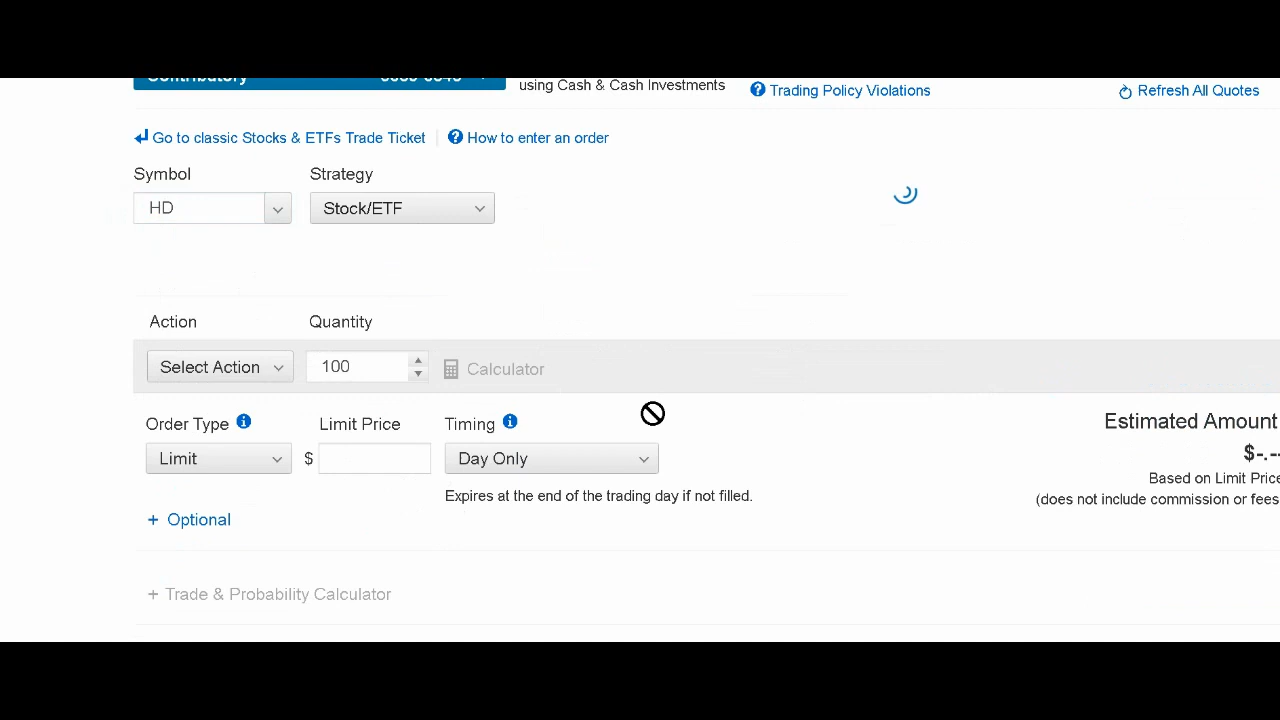 Contributory
using Cash & Cash Investments
Trading Policy Violations
Refresh All Quotes
Go to classic Stocks & ETFs Trade Ticket
How to enter an order
Symbol
Strategy
HD
Stock/ETF
Action
Quantity
Select Action
100
Calculator
Order Type
Limit Price
Timing
Estimated Amount
Limit
$
Day Only
$-.--
Based on Limit Price
Expires at the end of the trading day if not filled.
(does not include commission or fees
+ Optional
+ Trade & Probability Calculator